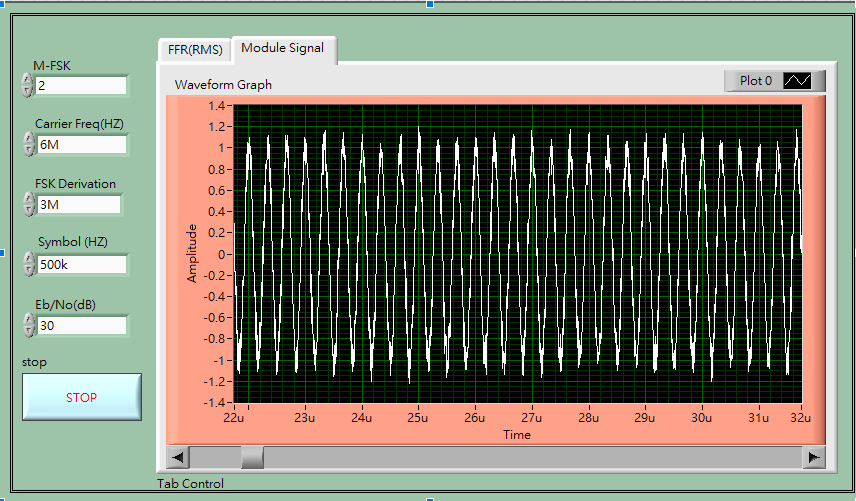 M-FSK
2
Carrier Freq(HZ)
6M
FSK Derivation
3M
Symbol (HZ)
500k
Eb/No(dB)
30
stop
STOP
FFR(RMS)
Module Signal
Waveform Graph
Plot 0
1.4
1.2
1
0.8
0.6
0.4
0.2
0
-0.2
-0.4
-0.6
-0.8
-1
-1.2
-1.4
Amplitude
22u 23u 24u 25u 26u 27u 28u 29u 30u 31u 32u
Time
Tab Control